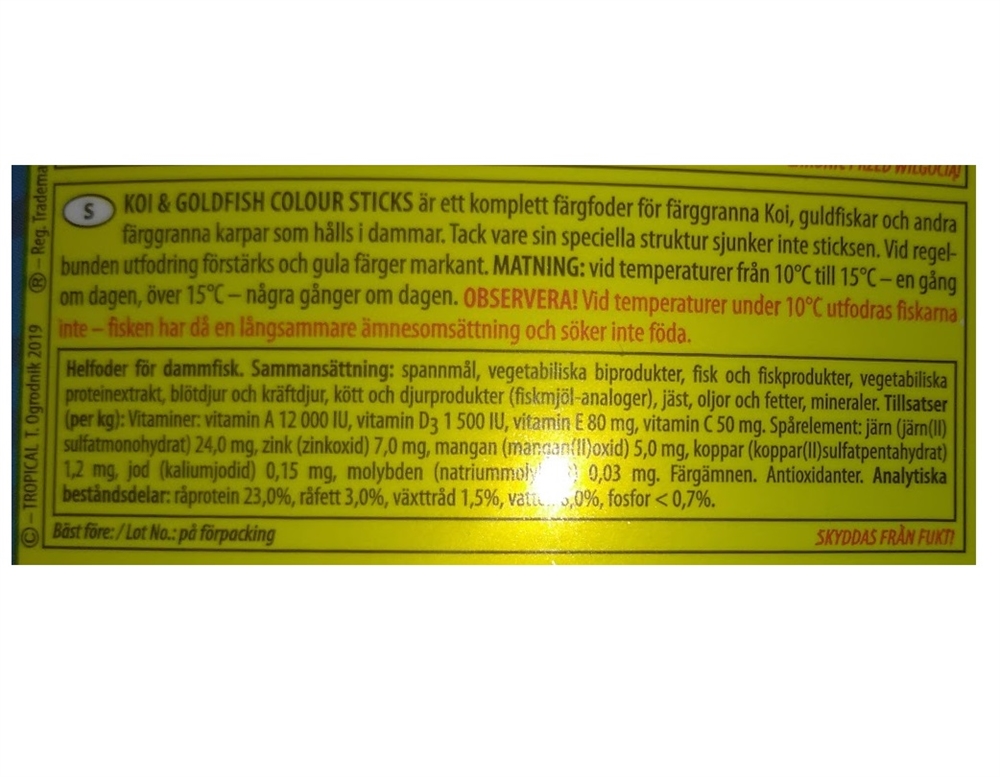 S KOI & GOLDFISH COLOUR STICKS är ett komplett färgfoder för färggranna Koi, guldfiskar och andra
färggranna karpar som hålls i dammar. Tack vare sin speciella struktur sjunker inte sticksen. Vid regel-
bunden utfodring förstärks och gula färger markant. MATNING: vid temperaturer från 10°C till 15°C – en gång
om dagen, över 15°C – några gånger om dagen. OBSERVERA! Vid temperaturer under 10°C utfodras fiskarna
inte – fisken har då en långsammare ämnesomsättning och söker inte föda.
Helfoder för dammfisk. Sammansättning: spannmål, vegetabiliska biprodukter, fisk och fiskprodukter, vegetabiliska
proteinextrakt, blötdjur och kräftdjur, kött och djurprodukter (fiskmjöl-analoger), jäst, oljor och fetter, mineraler. Tillsatser
(per kg): Vitaminer: vitamin A 12 000 IU, vitamin D3 1 500 IU, vitamin E 80 mg, vitamin C 50 mg. Spårelement: järn (järn(II)
sulfatmonohydrat) 24,0 mg, zink (zinkoxid) 7,0 mg, mangan (mangan(II)oxid) 5,0 mg, koppar (koppar(II)sulfatpentahydrat)
1,2 mg, jod (kaliumjodid) 0,15 mg, molybden 0,03 mg. Färgämnen. Antioxidanter. Analytiska
beståndsdelar: råprotein 23,0%, råfett 3,0%, växttråd 1,5%, fosfor < 0,7%.
Bäst före: / Lot No.: på förpacking
SKYDDAS FRÅN FUKT!
© – TROPICAL T. Ogrodnik 2019 ® – Reg.